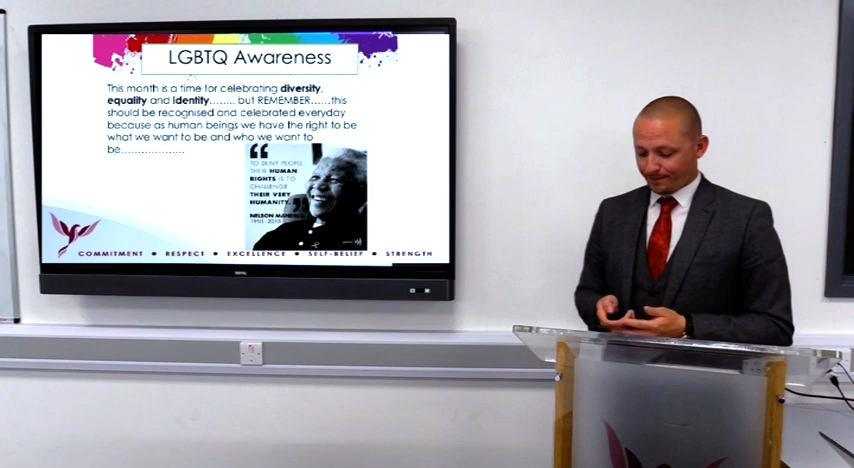 LGBTQ Awareness
This month is a time for celebrating diversity,
equality and Identity........ but REMEMBER......this
should be recognised and celebrated everyday
because as human beings we have the right to be
what we want to be and who we want to
be...................
TO DENY PEOPLE
THEIR HUMAN
RIGHTS IS TO
CHALLENGE
THEIR VERY
HUMANITY.
NELSON MANDELA
COMMITMENT • RESPECT • EXCELLENCE • SELF-BELIEF • STRENGTH
BENQ